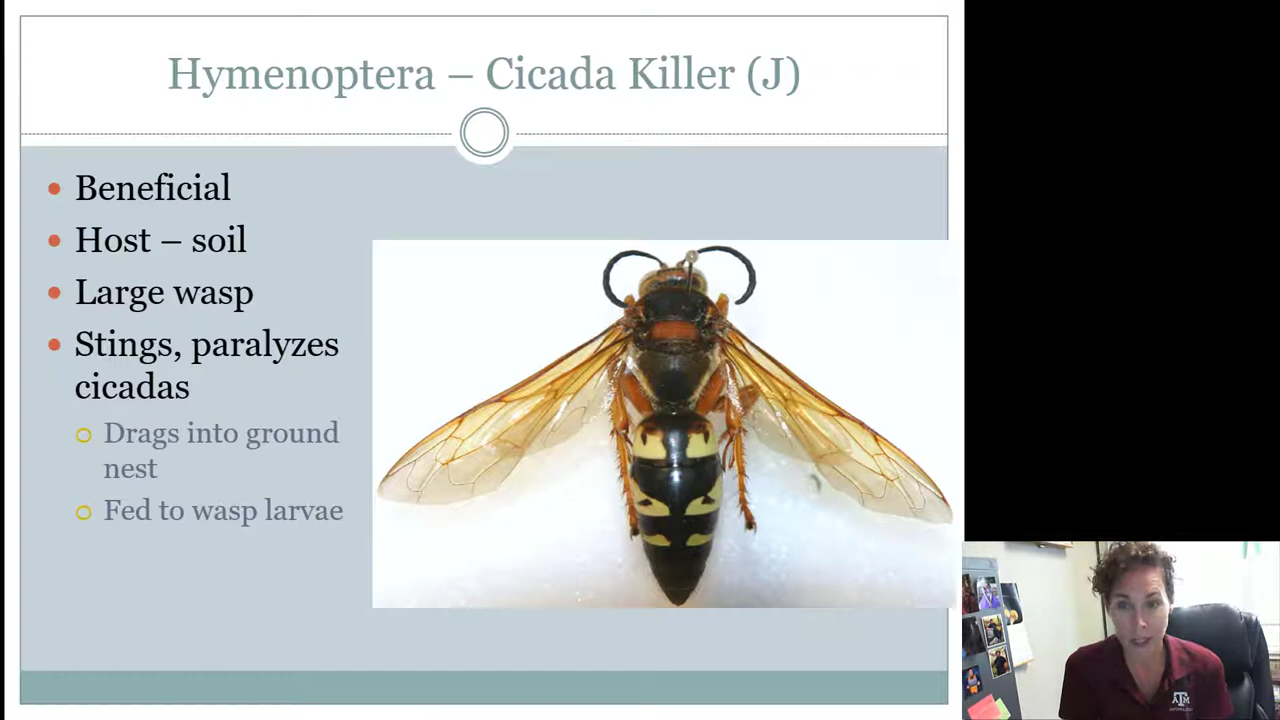 Hymenoptera – Cicada Killer (J)
Beneficial
Host – soil
Large wasp
Stings, paralyzes
cicadas
Drags into ground
nest
Fed to wasp larvae
ATM